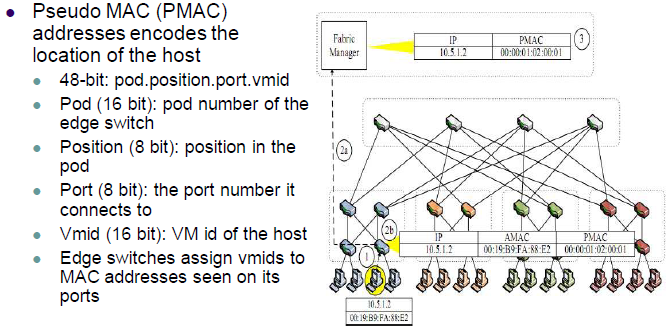 Pseudo MAC (PMAC)
addresses encodes the
location of the host
48-bit: pod.position.port.vmid
Pod (16 bit): pod number of the
edge switch
Position (8 bit): position in the
pod
Port (8 bit): the port number it
connects to
Vmid (16 bit): VM id of the host
Edge switches assign vmids to
MAC addresses seen on its
ports
Fabric
Manager
IP PMAC
10.5.1.2 00:00:01:02:00:01
3
2a
2b
IP AMAC PMAC
10.5.1.2 00:19:B9:FA:88:E2 00:00:01:02:00:01
1
10.5.1.2
00:19:B9:FA:88:E2